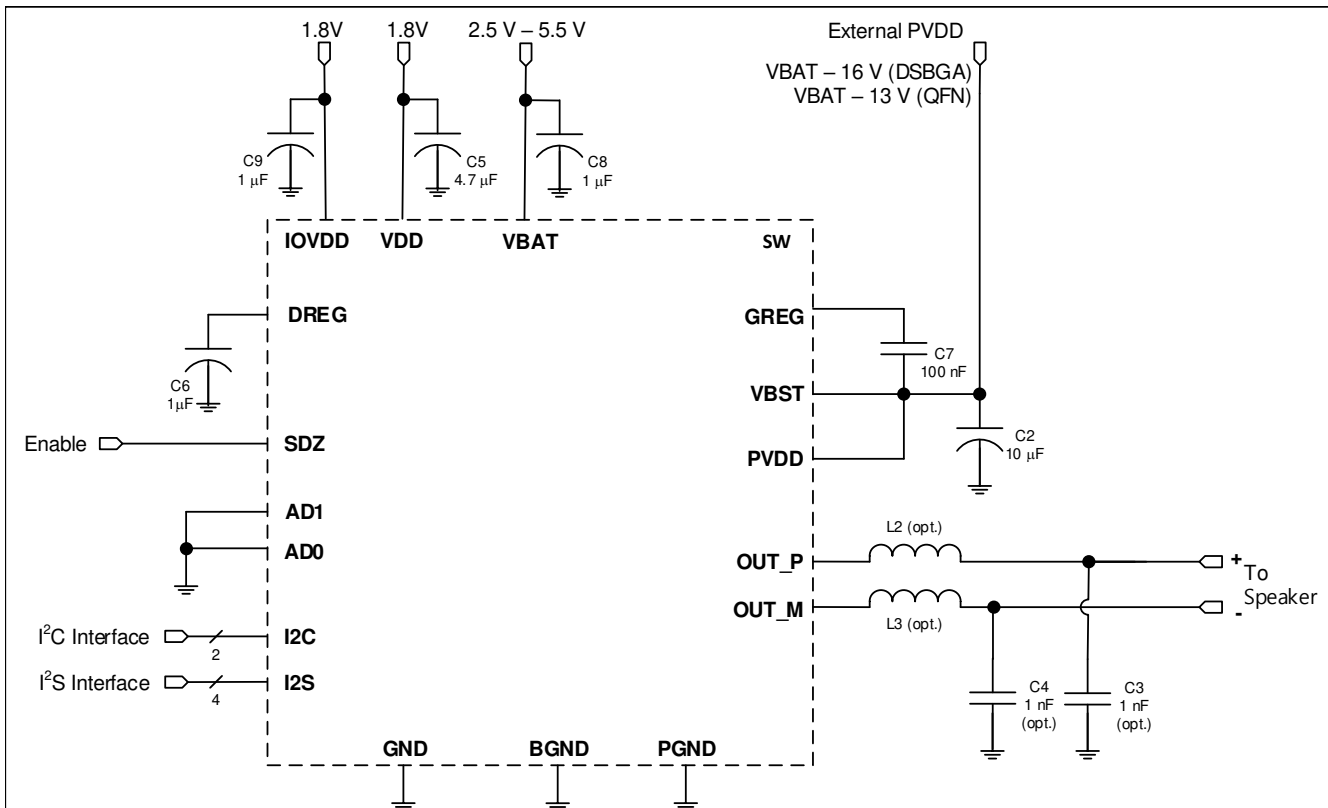 1.8V
1.8V
2.5 V – 5.5 V
External PVDD
VBAT – 16 V (DSBGA)
VBAT – 13 V (QFN)
C9
1 μF
C5
4.7 μF
C8
1 μF
IOVDD
VDD
VBAT
SW
DREG
GREG
C6
1μF
C7
100 nF
VBST
C2
10 μF
Enable
SDZ
PVDD
AD1
AD0
L2 (opt.)
OUT_P
+
To
Speaker
-
OUT_M
L3 (opt.)
I²C Interface
2
I2C
I²S Interface
4
I2S
C4
1 nF
(opt.)
C3
1 nF
(opt.)
GND
BGND
PGND